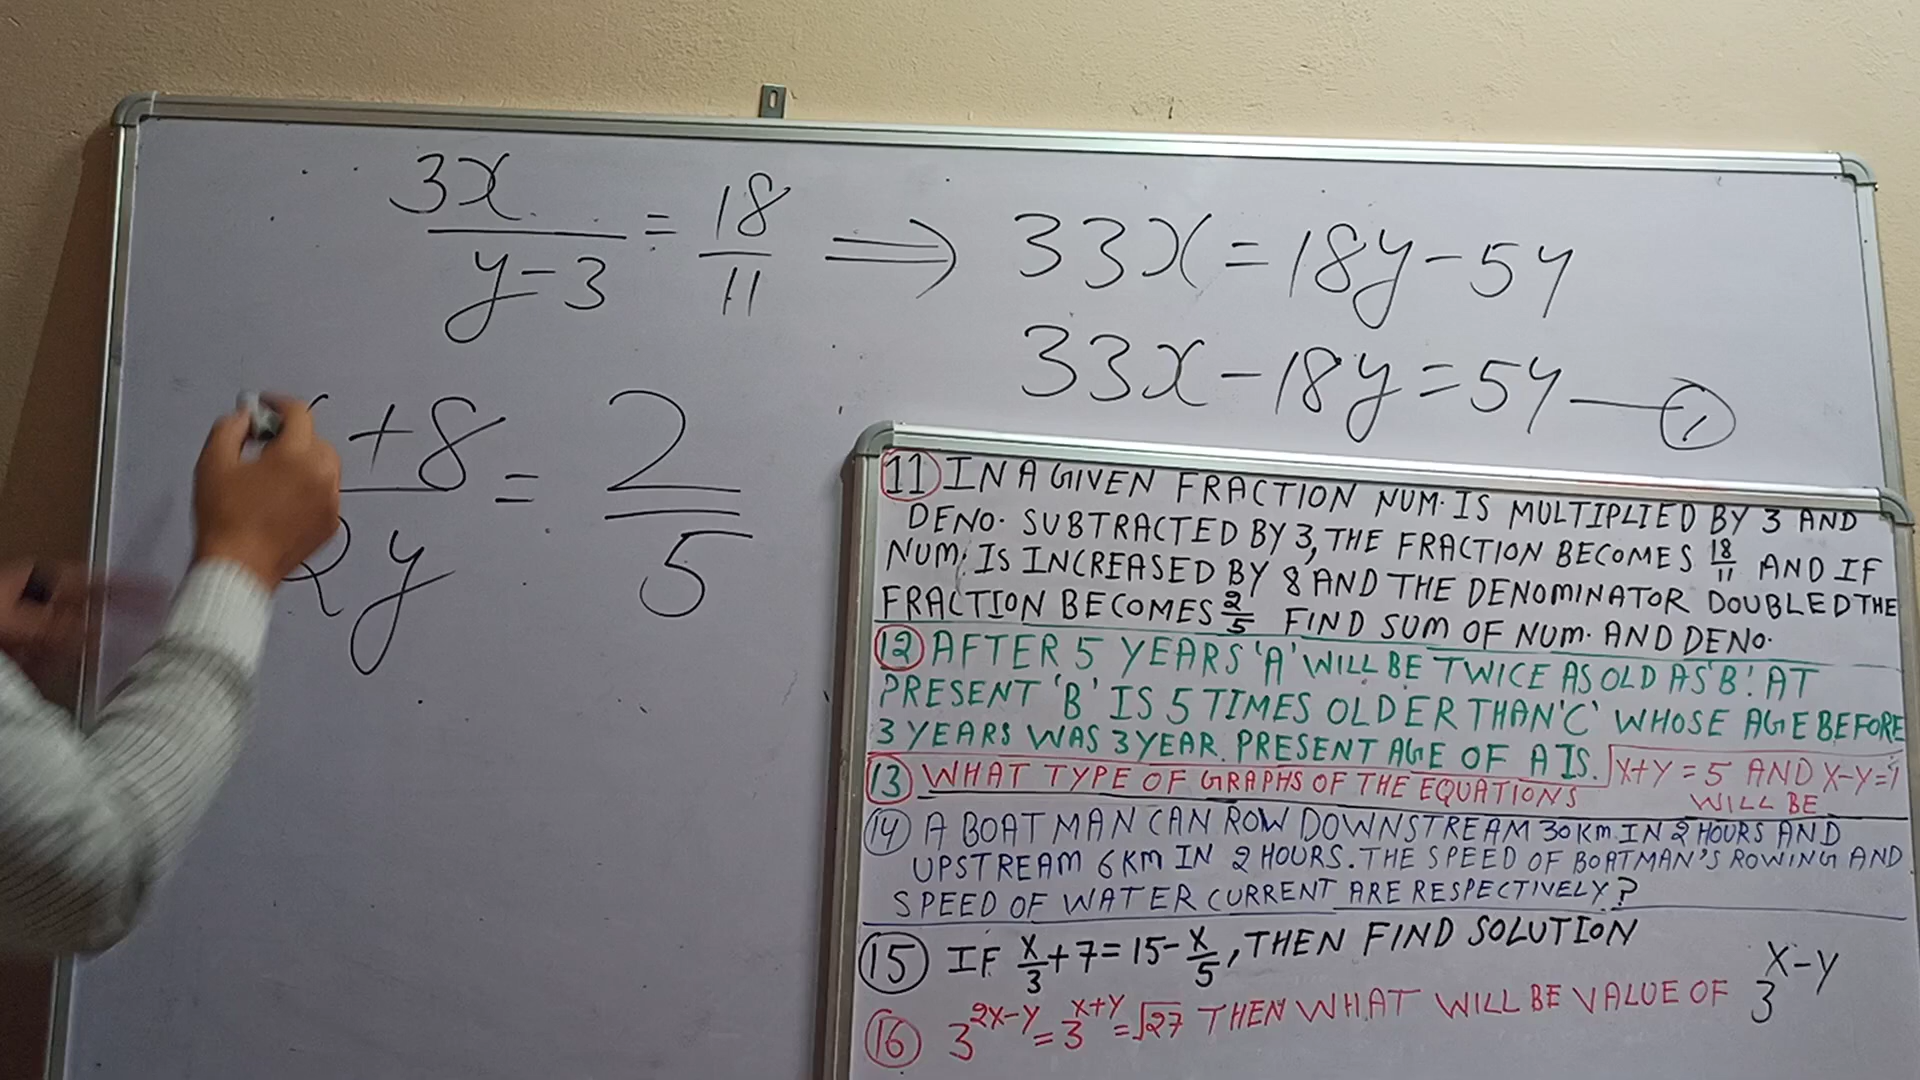 3x/y-3 = 18/11 ⟹ 33x = 18y - 54
33x - 18y = 54 — ①
+8/2y = 2/5
⑪ IN A GIVEN FRACTION NUM. IS MULTIPLIED BY 3 AND
DENO. SUBTRACTED BY 3, THE FRACTION BECOMES 18/11 AND IF
NUM. IS INCREASED BY 8 AND THE DENOMINATOR DOUBLED THE
FRACTION BECOMES 2/5 FIND SUM OF NUM. AND DENO.
⑫ AFTER 5 YEARS 'A' WILL BE TWICE AS OLD AS 'B'. AT
PRESENT 'B' IS 5 TIMES OLDER THAN 'C' WHOSE AGE BEFORE
3 YEARS WAS 3 YEAR. PRESENT AGE OF A IS.
⑬ WHAT TYPE OF GRAPHS OF THE EQUATIONS x+y = 5 AND x-y=1
WILL BE
⑭ A BOATMAN CAN ROW DOWNSTREAM 30 KM. IN 2 HOURS AND
UPSTREAM 6 KM IN 2 HOURS. THE SPEED OF BOATMAN'S ROWING AND
SPEED OF WATER CURRENT ARE RESPECTIVELY?
⑮ IF x/3 + 7 = 15 - x/5, THEN FIND SOLUTION
⑯ 3^2x-y = 3^x+y = √27 THEN WHAT WILL BE VALUE OF 3^x-y